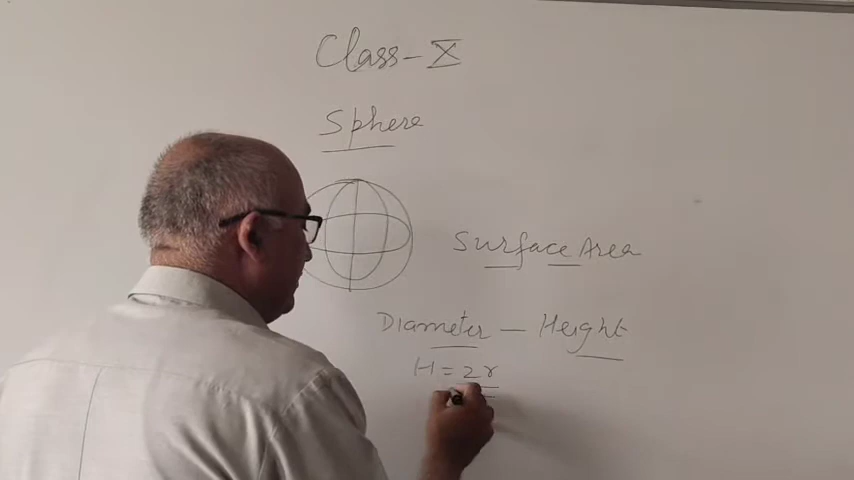 Class - X
Sphere
Surface Area
Diameter — Height
H = 2r